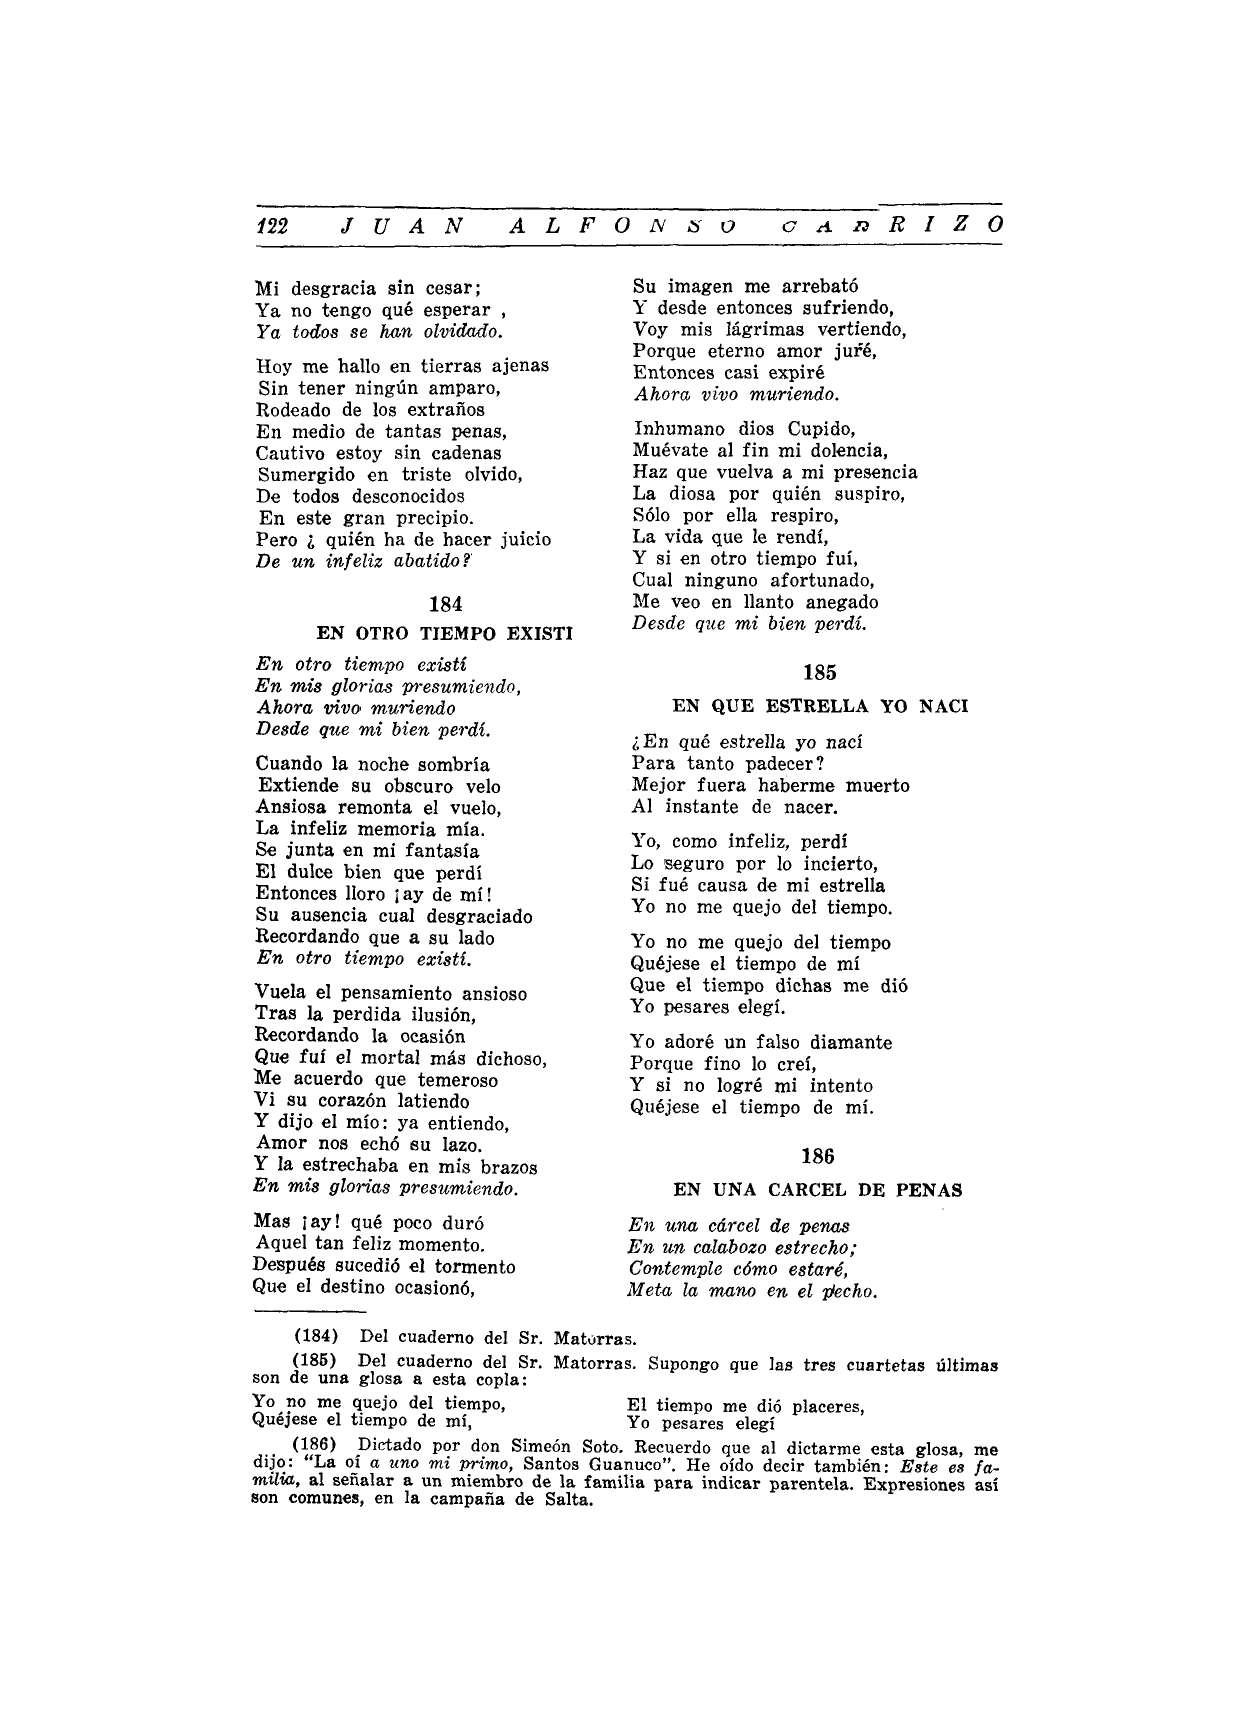 122 JUAN ALFONSO CARRIZO
Mi desgracia sin cesar;
Ya no tengo qué esperar ,
Ya todos se han olvidado.
Hoy me hallo en tierras ajenas
Sin tener ningún amparo,
Rodeado de los extraños
En medio de tantas penas,
Cautivo estoy sin cadenas
Sumergido en triste olvido,
De todos desconocidos
En este gran precipio.
Pero ¿ quién ha de hacer juicio
De un infeliz abatido?
184
EN OTRO TIEMPO EXISTI
En otro tiempo existí
En mis glorias presumiendo,
Ahora vivo muriendo
Desde que mi bien perdí.
Cuando la noche sombría
Extiende su obscuro velo
Ansiosa remonta el vuelo,
La infeliz memoria mía.
Se junta en mi fantasía
El dulce bien que perdí
Entonces lloro ¡ay de mí!
Su ausencia cual desgraciado
Recordando que a su lado
En otro tiempo existí.
Vuela el pensamiento ansioso
Tras la perdida ilusión,
Recordando la ocasión
Que fuí el mortal más dichoso,
Me acuerdo que temeroso
Vi su corazón latiendo
Y dijo el mío: ya entiendo,
Amor nos echó su lazo.
Y la estrechaba en mis brazos
En mis glorias presumiendo.
Mas ¡ay! qué poco duró
Aquel tan feliz momento.
Después sucedió el tormento
Que el destino ocasionó,
Su imagen me arrebató
Y desde entonces sufriendo,
Voy mis lágrimas vertiendo,
Porque eterno amor juré,
Entonces casi expiré
Ahora vivo muriendo.
Inhumano dios Cupido,
Muévate al fin mi dolencia,
Haz que vuelva a mi presencia
La diosa por quién suspiro,
Sólo por ella respiro,
La vida que le rendí,
Y si en otro tiempo fuí,
Cual ninguno afortunado,
Me veo en llanto anegado
Desde que mi bien perdí.
185
EN QUE ESTRELLA YO NACI
¿En qué estrella yo nací
Para tanto padecer?
Mejor fuera haberme muerto
Al instante de nacer.
Yo, como infeliz, perdí
Lo seguro por lo incierto,
Si fué causa de mi estrella
Yo no me quejo del tiempo.
Yo no me quejo del tiempo
Quéjese el tiempo de mí
Que el tiempo dichas me dió
Yo pesares elegí.
Yo adoré un falso diamante
Porque fino lo creí,
Y si no logré mi intento
Quéjese el tiempo de mí.
186
EN UNA CARCEL DE PENAS
En una cárcel de penas
En un calabozo estrecho;
Contemple cómo estaré,
Meta la mano en el pecho.
(184) Del cuaderno del Sr. Matorras.
(185) Del cuaderno del Sr. Matorras. Supongo que las tres cuartetas últimas
son de una glosa a esta copla:
Yo no me quejo del tiempo,
Quéjese el tiempo de mí,
El tiempo me dió placeres,
Yo pesares elegí
(186) Dictado por don Simeón Soto. Recuerdo que al dictarme esta glosa, me
dijo: “La oí a uno mi primo, Santos Guanuco”. He oído decir también: Este es fa-
milia, al señalar a un miembro de la familia para indicar parentela. Expresiones así
son comunes, en la campaña de Salta.